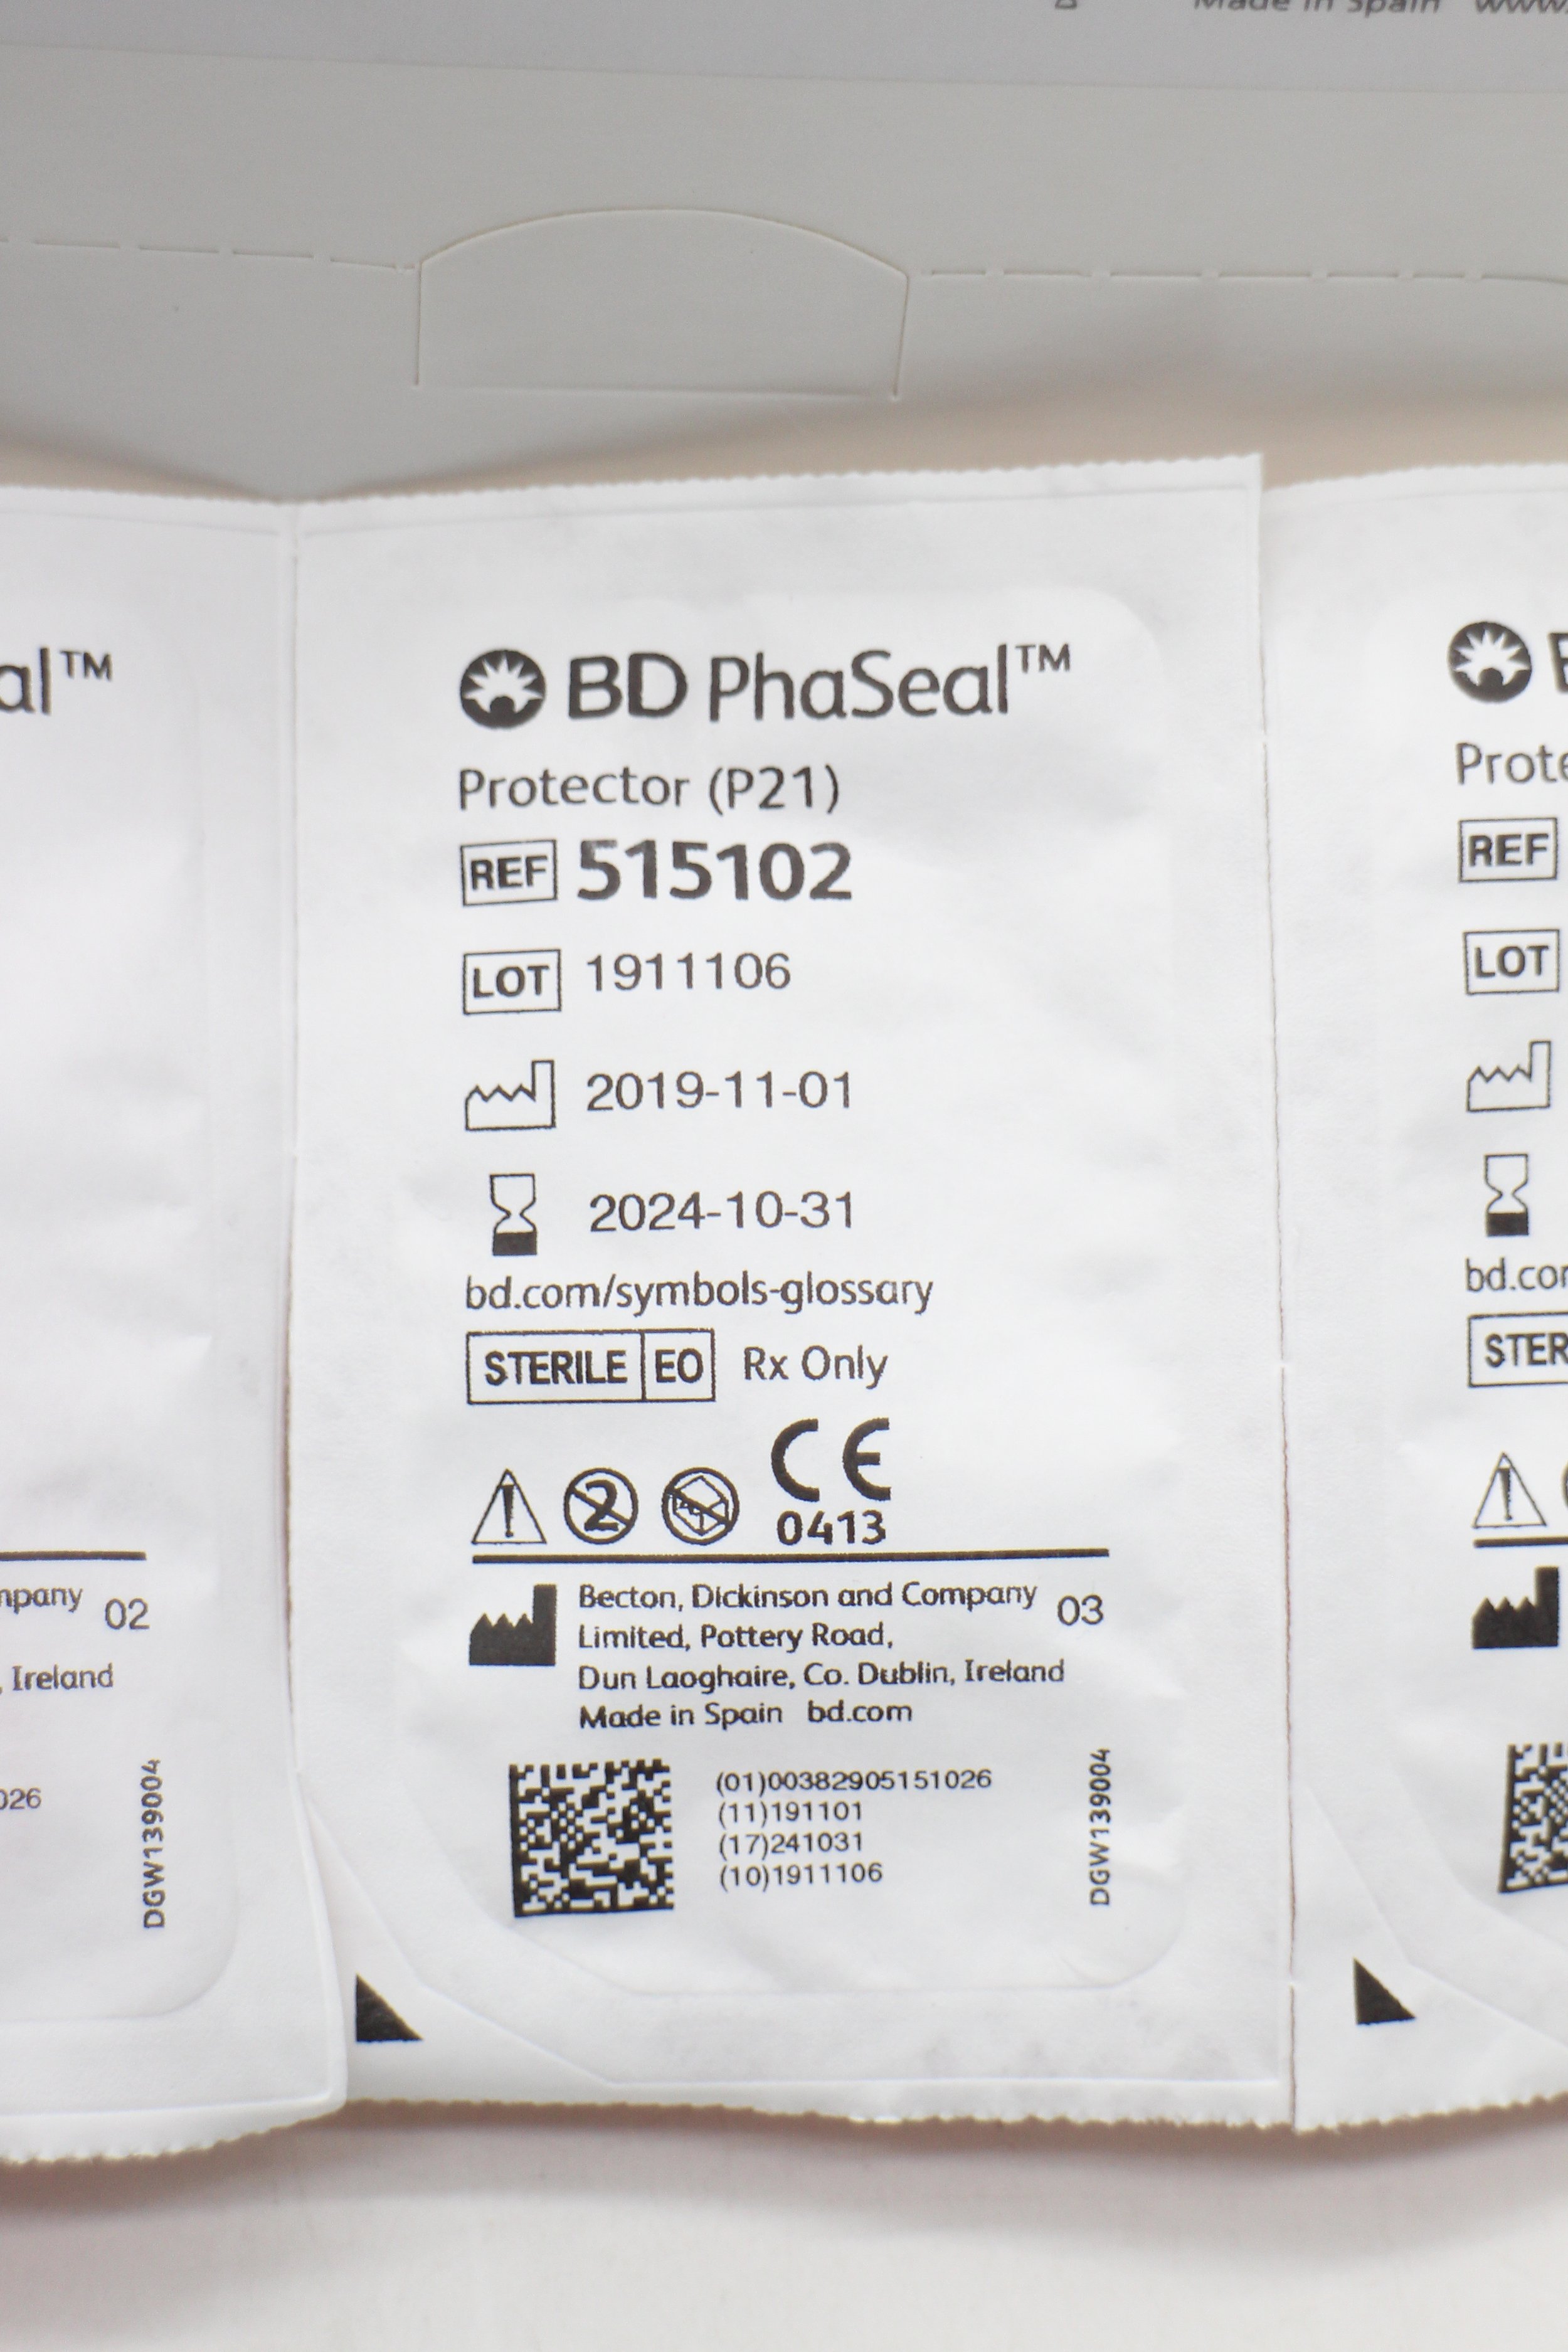 Made in Spain www.
BD PhaSeal™
Protector (P21)
REF 515102
LOT 1911106
2019-11-01
2024-10-31
bd.com/symbols-glossary
STERILE EO Rx Only
2
CE
0413
Becton, Dickinson and Company 03
Limited, Pottery Road,
Dun Laoghaire, Co. Dublin, Ireland
Made in Spain bd.com
(01)00382905151026
(11)191101
(17)241031
(10)1911106
DGW139004
al™
mpany 02
, Ireland
026
DGW139004
Prote
REF
LOT
bd.co
STER